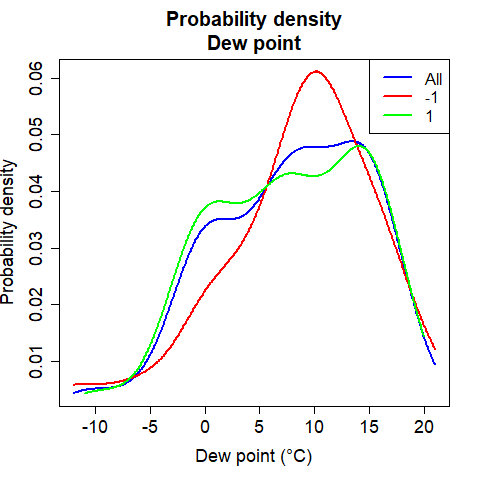 Probability density
Dew point
All
-1
1
Probability density
0.06
0.05
0.04
0.03
0.02
0.01
-10 -5 0 5 10 15 20
Dew point (°C)